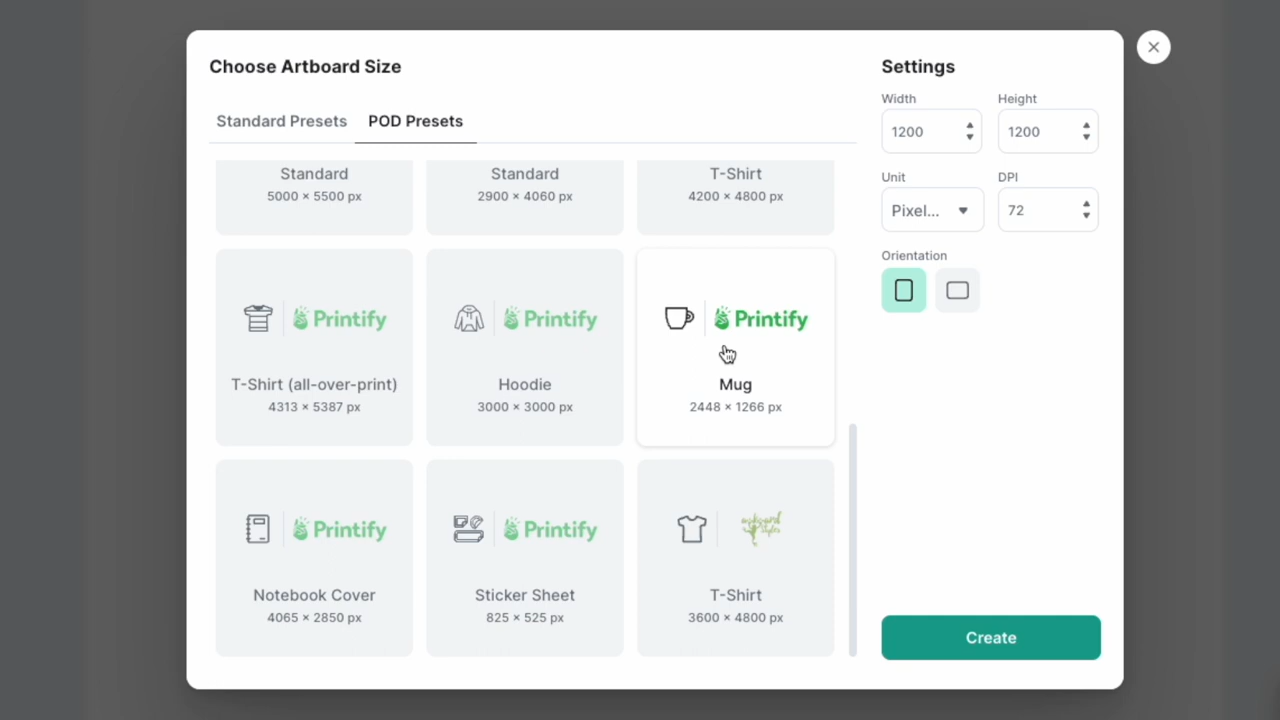 Choose Artboard Size
Standard Presets
POD Presets
Standard
5000 × 5500 px
Standard
2900 × 4060 px
T-Shirt
4200 × 4800 px
Printify
T-Shirt (all-over-print)
4313 × 5387 px
Printify
Hoodie
3000 × 3000 px
Printify
Mug
2448 × 1266 px
Printify
Notebook Cover
4065 × 2850 px
Printify
Sticker Sheet
825 × 525 px
awkward
styles
T-Shirt
3600 × 4800 px
Settings
Width
Height
1200
1200
Unit
DPI
Pixel...
72
Orientation
Create